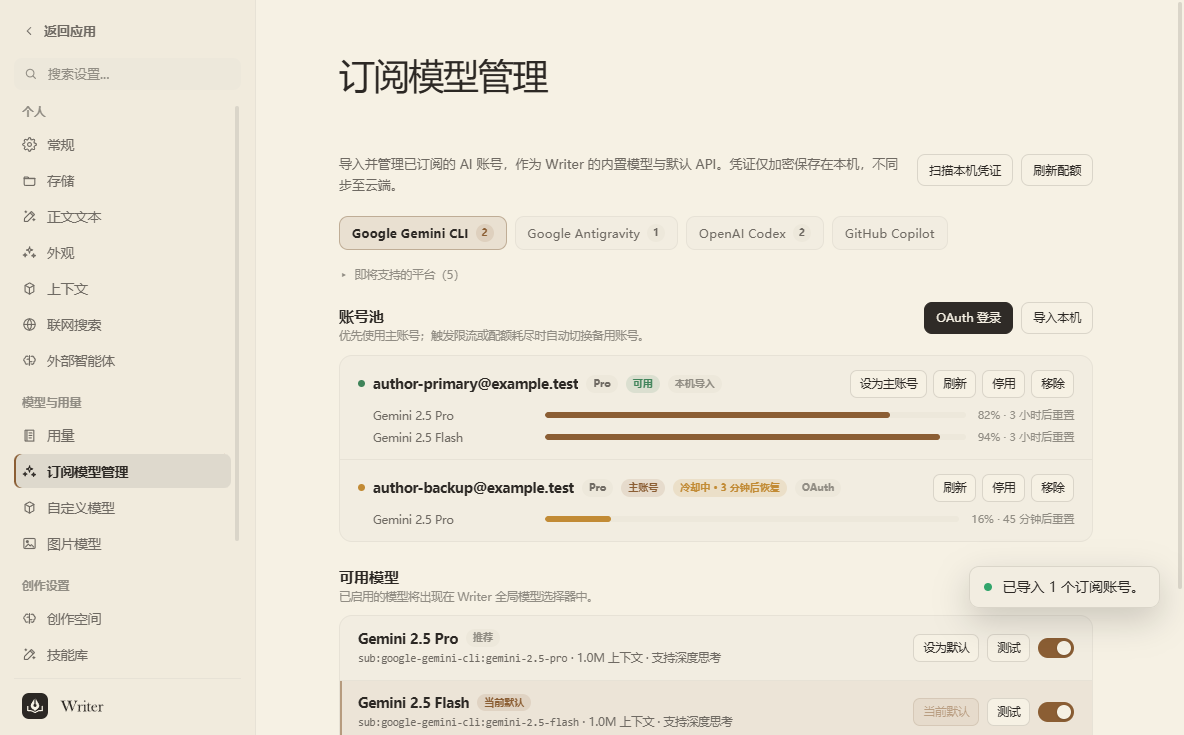 返回应用
搜索设置...
个人
常规
存储
正文文本
外观
上下文
联网搜索
外部智能体
模型与用量
用量
订阅模型管理
自定义模型
图片模型
创作设置
创作空间
技能库
Writer
订阅模型管理
导入并管理已订阅的 AI 账号，作为 Writer 的内置模型与默认 API。凭证仅加密保存在本机，不同
步至云端。
扫描本机凭证 刷新配额
Google Gemini CLI 2 Google Antigravity 1 OpenAI Codex 2 GitHub Copilot
即将支持的平台（5）
账号池
优先使用主账号；触发限流或配额耗尽时自动切换备用账号。
OAuth 登录 导入本机
author-primary@example.test Pro 可用 本机导入 设为主账号 刷新 停用 移除
Gemini 2.5 Pro 82% · 3 小时后重置
Gemini 2.5 Flash 94% · 3 小时后重置
author-backup@example.test Pro 主账号 冷却中 • 3 分钟后恢复 OAuth 刷新 停用 移除
Gemini 2.5 Pro 16% · 45 分钟后重置
可用模型
已启用的模型将出现在 Writer 全局模型选择器中。
已导入 1 个订阅账号。
Gemini 2.5 Pro 推荐
sub:google-gemini-cli:gemini-2.5-pro · 1.0M 上下文 · 支持深度思考
设为默认 测试
Gemini 2.5 Flash 当前默认
sub:google-gemini-cli:gemini-2.5-flash · 1.0M 上下文 · 支持深度思考
当前默认 测试